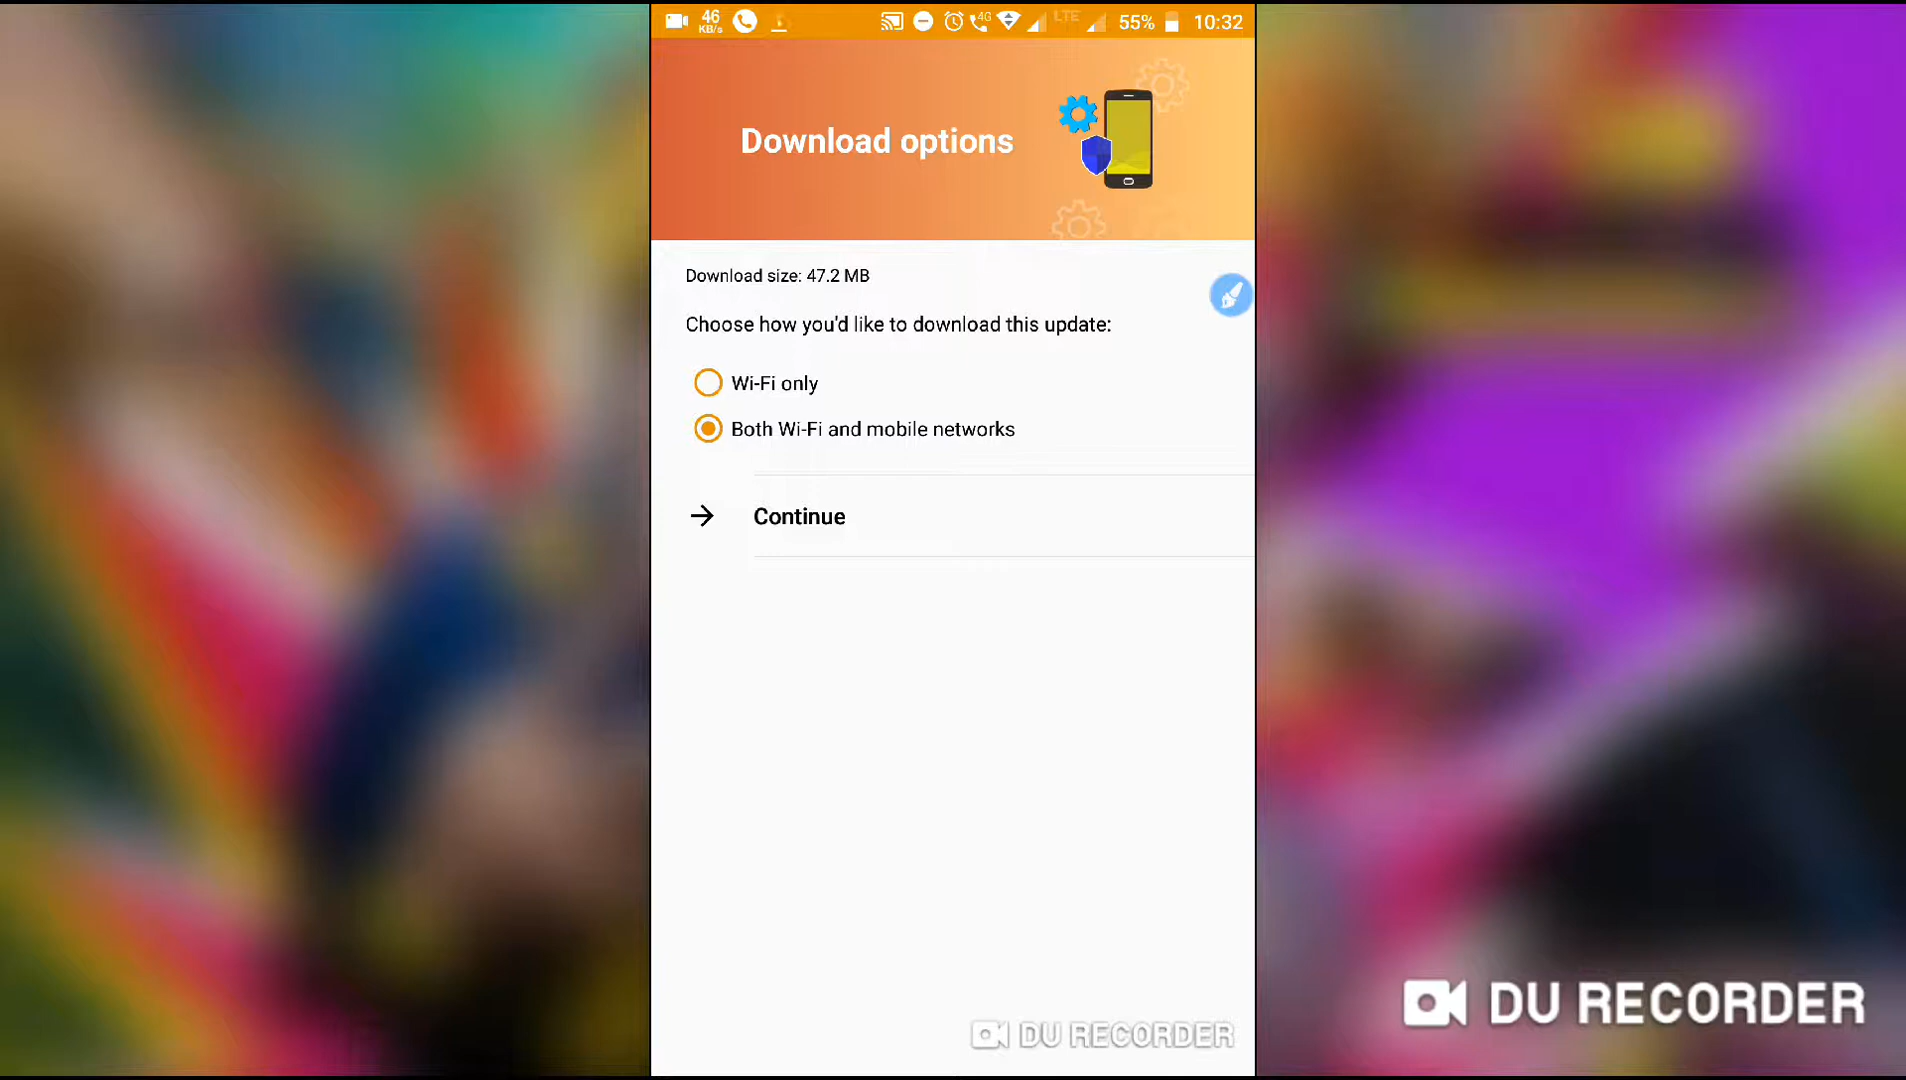 46
KB/s
4G
LTE
55%
10:32
Download options
Download size: 47.2 MB
Choose how you'd like to download this update:
Wi-Fi only
Both Wi-Fi and mobile networks
Continue
DU RECORDER
DU RECORDER